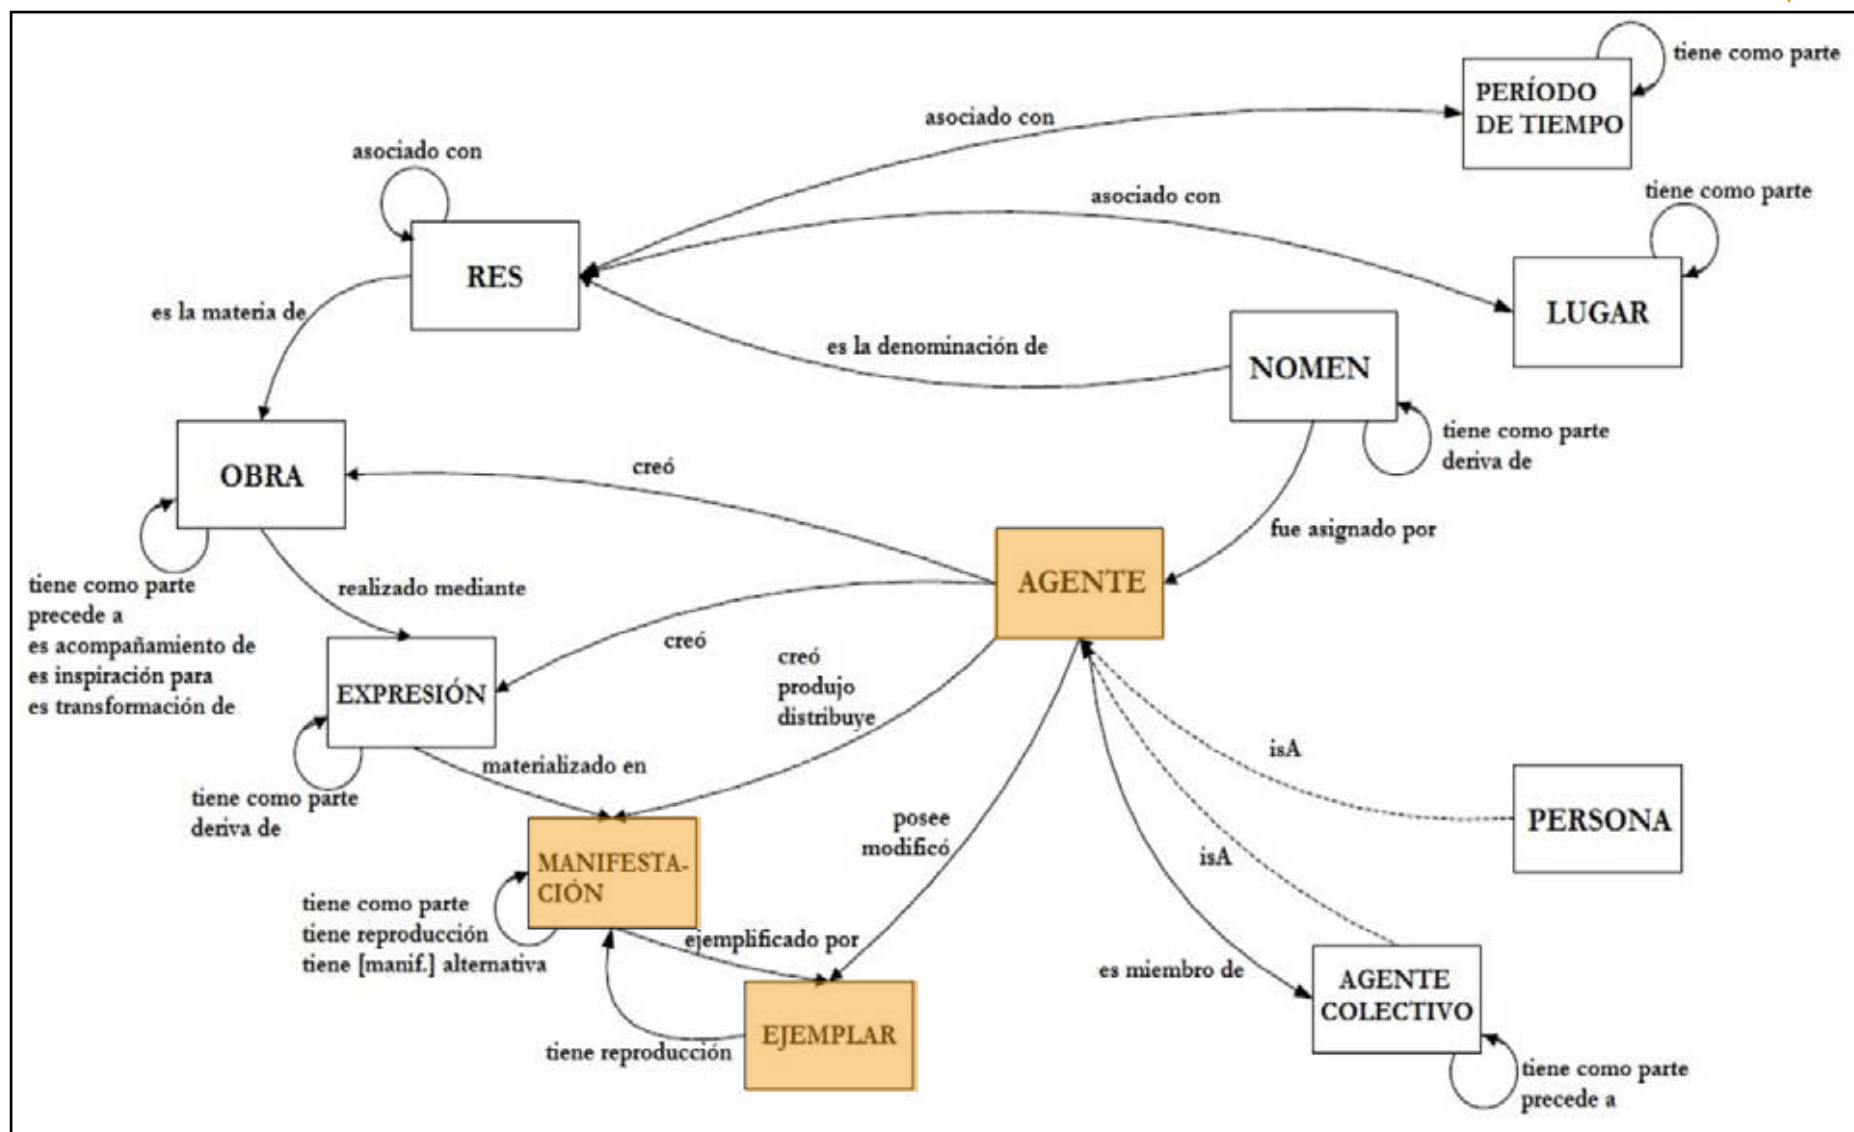 tiene como parte
PERÍODO
DE TIEMPO
asociado con
asociado con
tiene como parte
asociado con
RES
LUGAR
es la materia de
es la denominación de
NOMEN
tiene como parte
deriva de
OBRA
creó
fue asignado por
AGENTE
tiene como parte
precede a
es acompañamiento de
es inspiración para
es transformación de
realizado mediante
creó
EXPRESIÓN
creó
produjo
distribuye
materializado en
isA
tiene como parte
deriva de
posee
modificó
PERSONA
isA
MANIFESTA-
CIÓN
tiene como parte
tiene reproducción
tiene [manif.] alternativa
ejemplificado por
es miembro de
AGENTE
COLECTIVO
EJEMPLAR
tiene reproducción
tiene como parte
precede a